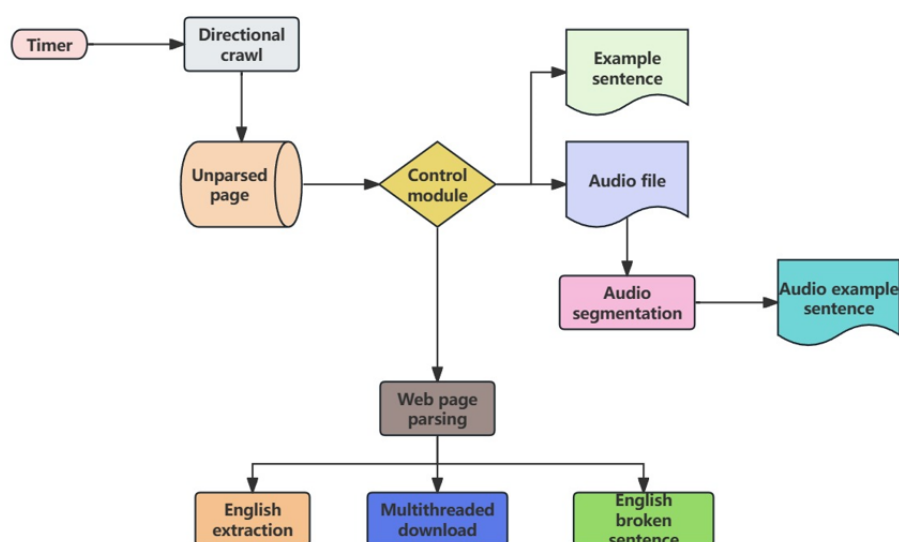 Timer
Directional
crawl
Example
sentence
Unparsed
page
Control
module
Audio file
Audio
segmentation
Audio example
sentence
Web page
parsing
English
extraction
Multithreaded
download
English
broken
sentence